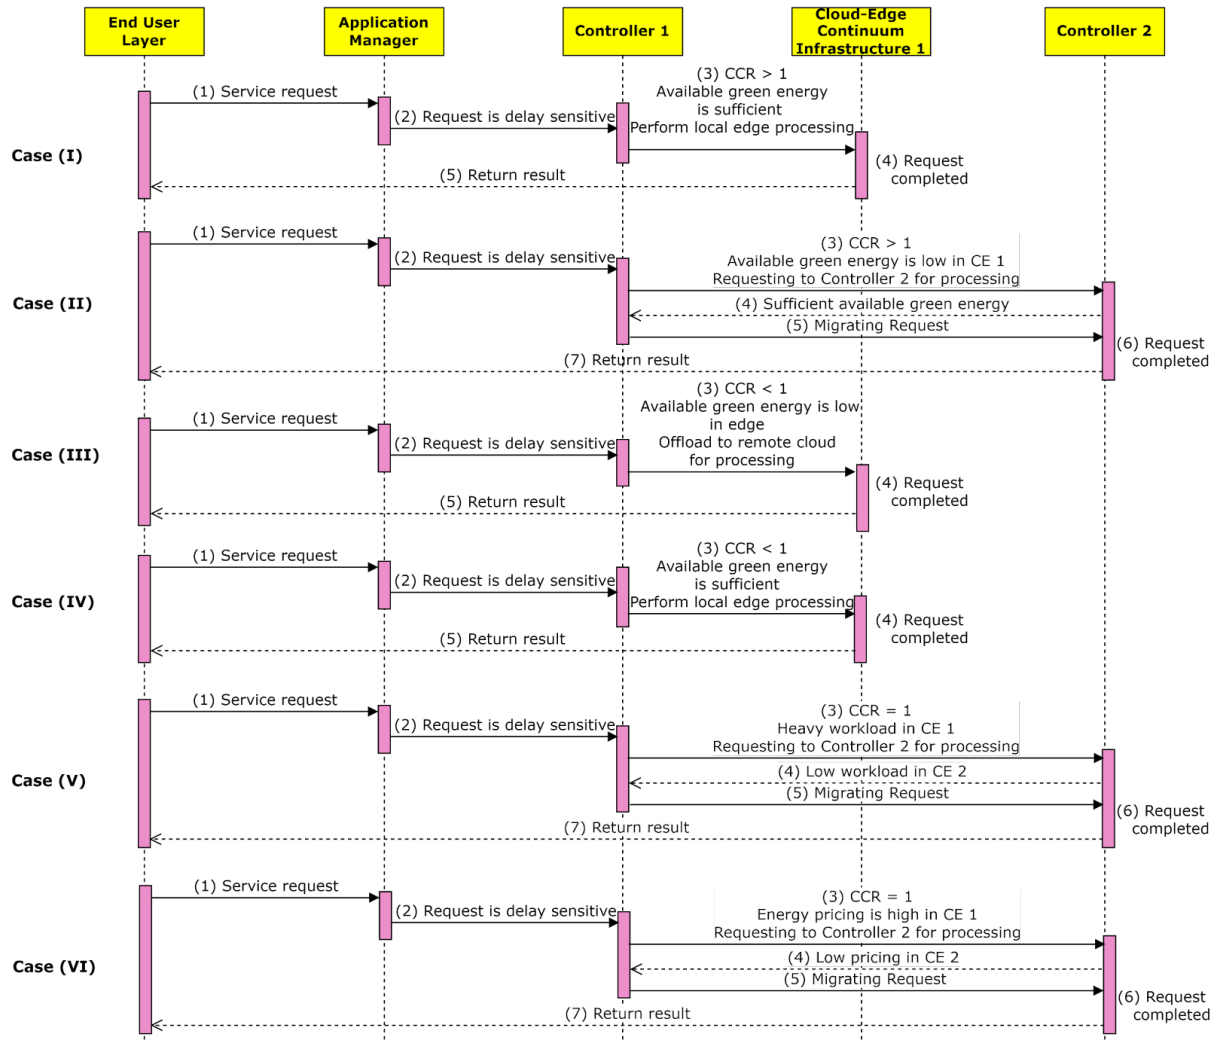 End User
Layer
Application
Manager
Controller 1
Cloud-Edge
Continuum
Infrastructure 1
Controller 2
Case (I)
(1) Service request
(2) Request is delay sensitive
(3) CCR > 1
Available green energy
is sufficient
Perform local edge processing
(4) Request
completed
(5) Return result
Case (II)
(1) Service request
(2) Request is delay sensitive
(3) CCR > 1
Available green energy is low in CE 1
Requesting to Controller 2 for processing
(4) Sufficient available green energy
(5) Migrating Request
(6) Request
completed
(7) Return result
Case (III)
(1) Service request
(2) Request is delay sensitive
(3) CCR < 1
Available green energy is low
in edge
Offload to remote cloud
for processing
(4) Request
completed
(5) Return result
Case (IV)
(1) Service request
(2) Request is delay sensitive
(3) CCR < 1
Available green energy
is sufficient
Perform local edge processing
(4) Request
completed
(5) Return result
Case (V)
(1) Service request
(2) Request is delay sensitive
(3) CCR = 1
Heavy workload in CE 1
Requesting to Controller 2 for processing
(4) Low workload in CE 2
(5) Migrating Request
(6) Request
completed
(7) Return result
Case (VI)
(1) Service request
(2) Request is delay sensitive
(3) CCR = 1
Energy pricing is high in CE 1
Requesting to Controller 2 for processing
(4) Low pricing in CE 2
(5) Migrating Request
(6) Request
completed
(7) Return result